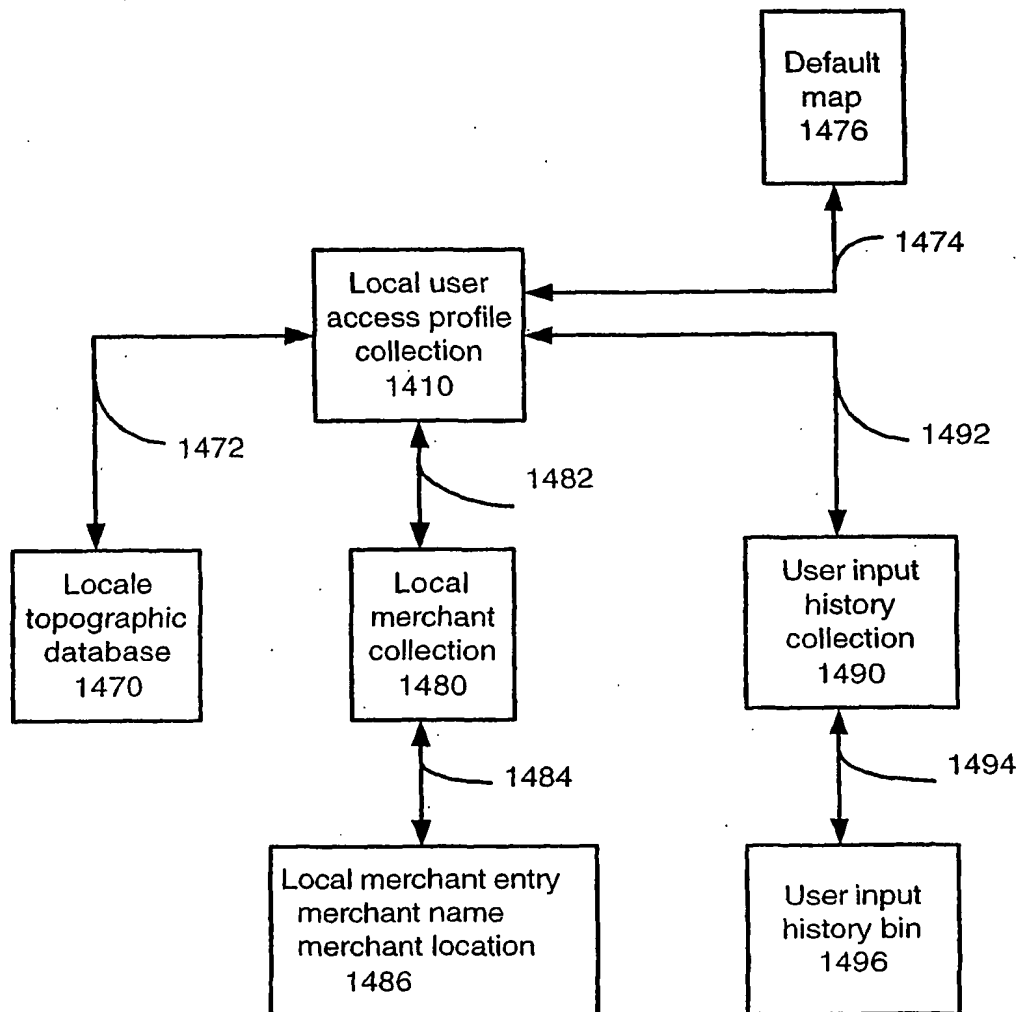 Default
map
1476
1474
Local user
access profile
collection
1410
1472
1482
1492
Locale
topographic
database
1470
Local
merchant
collection
1480
User input
history
collection
1490
1484
1494
Local merchant entry
merchant name
merchant location
1486
User input
history bin
1496